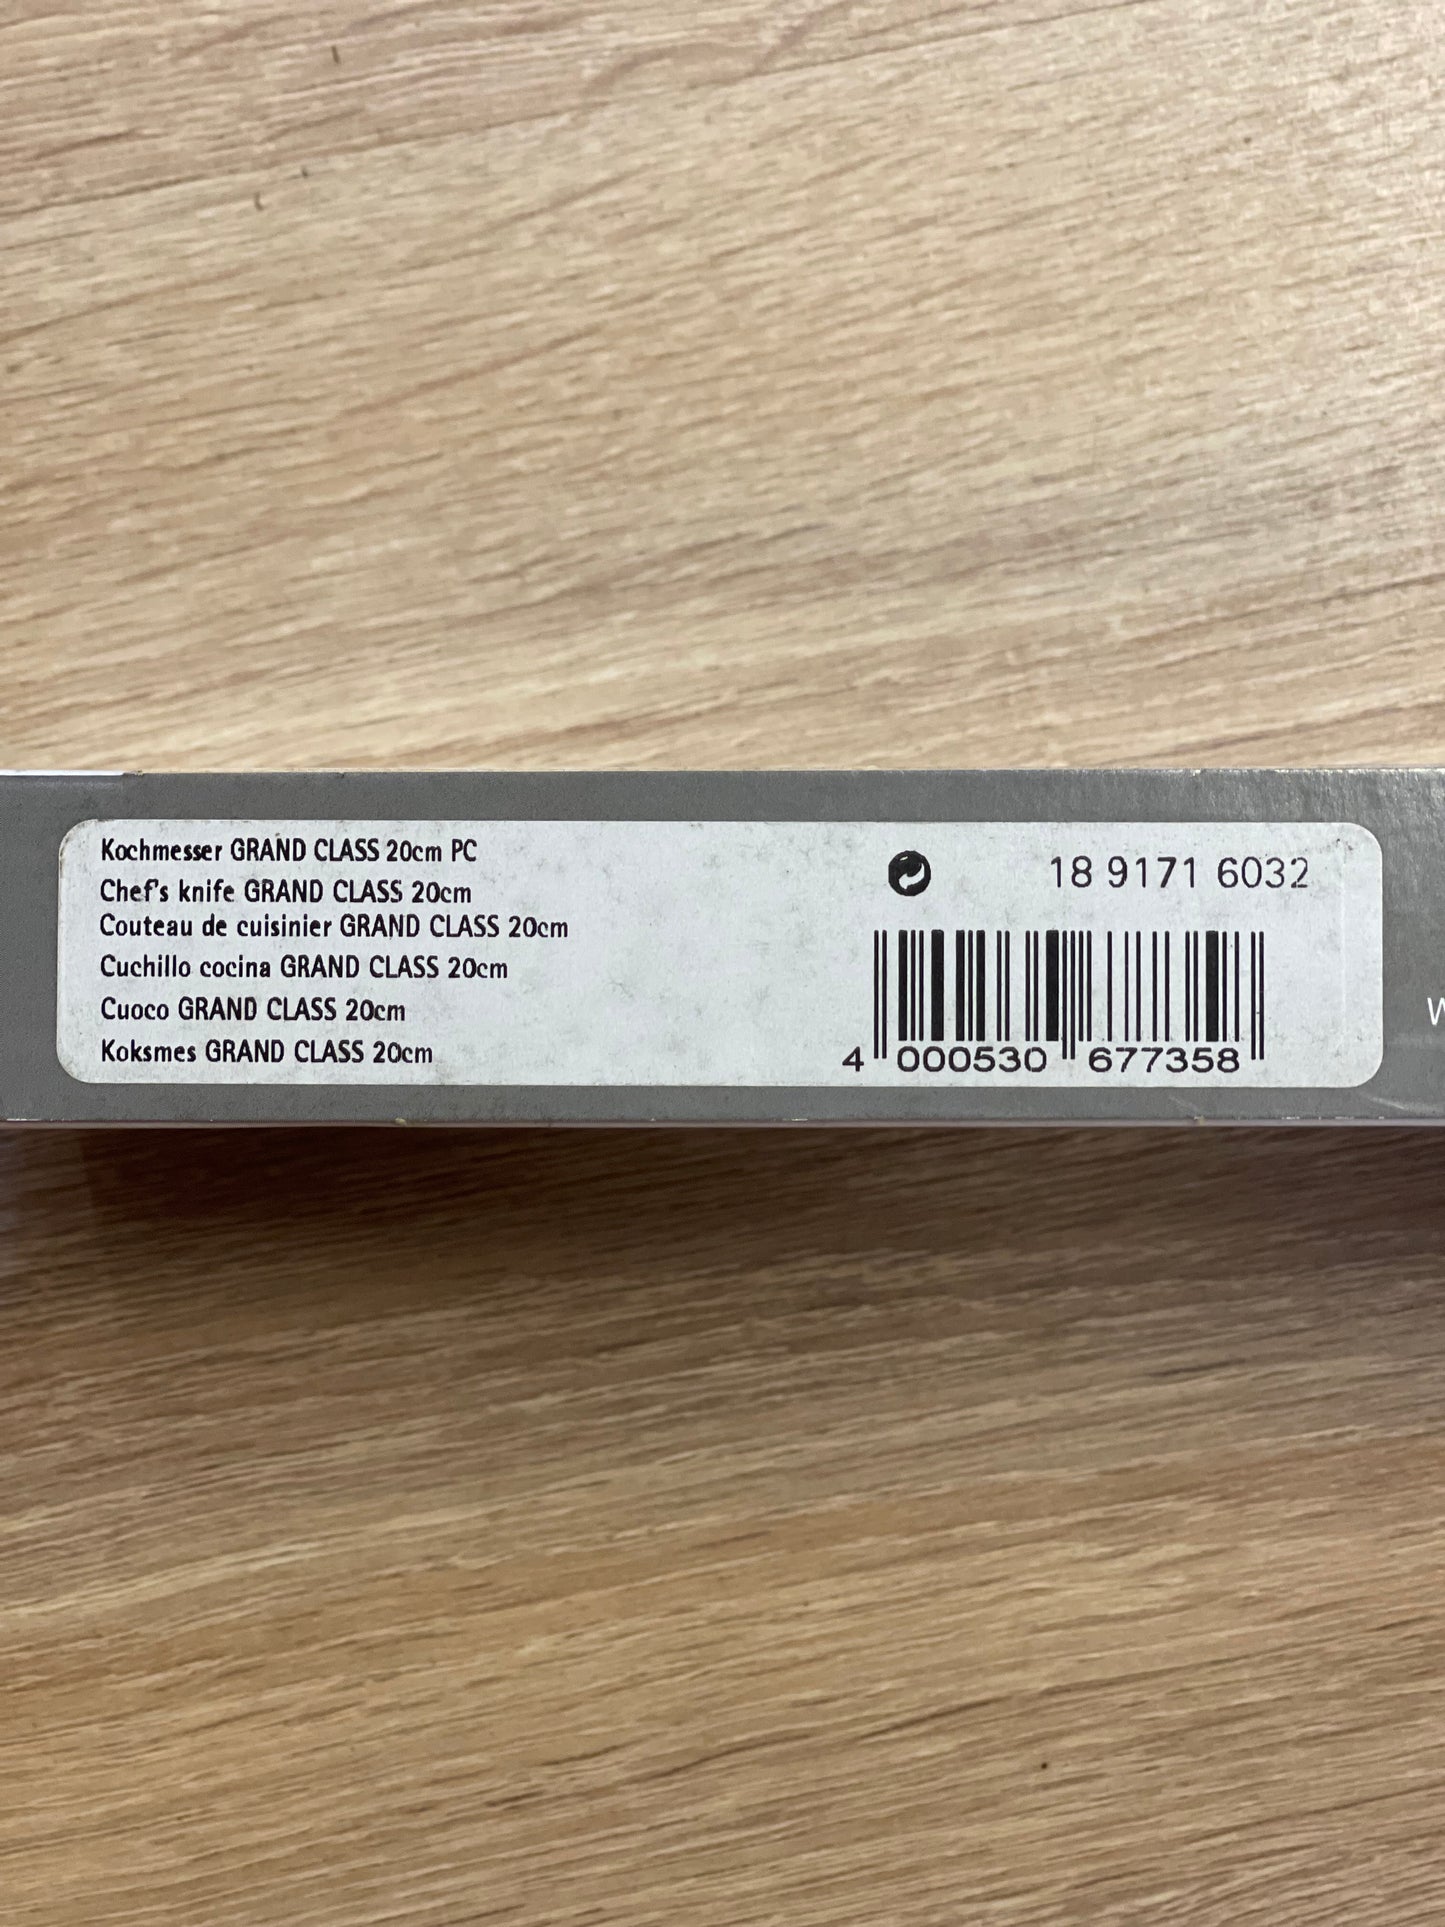 Kochmesser GRAND CLASS 20cm PC
Chef's knife GRAND CLASS 20cm
Couteau de cuisinier GRAND CLASS 20cm
Cuchillo cocina GRAND CLASS 20cm
Cuoco GRAND CLASS 20cm
Koksmes GRAND CLASS 20cm
18 9171 6032
4 000530 677358
W